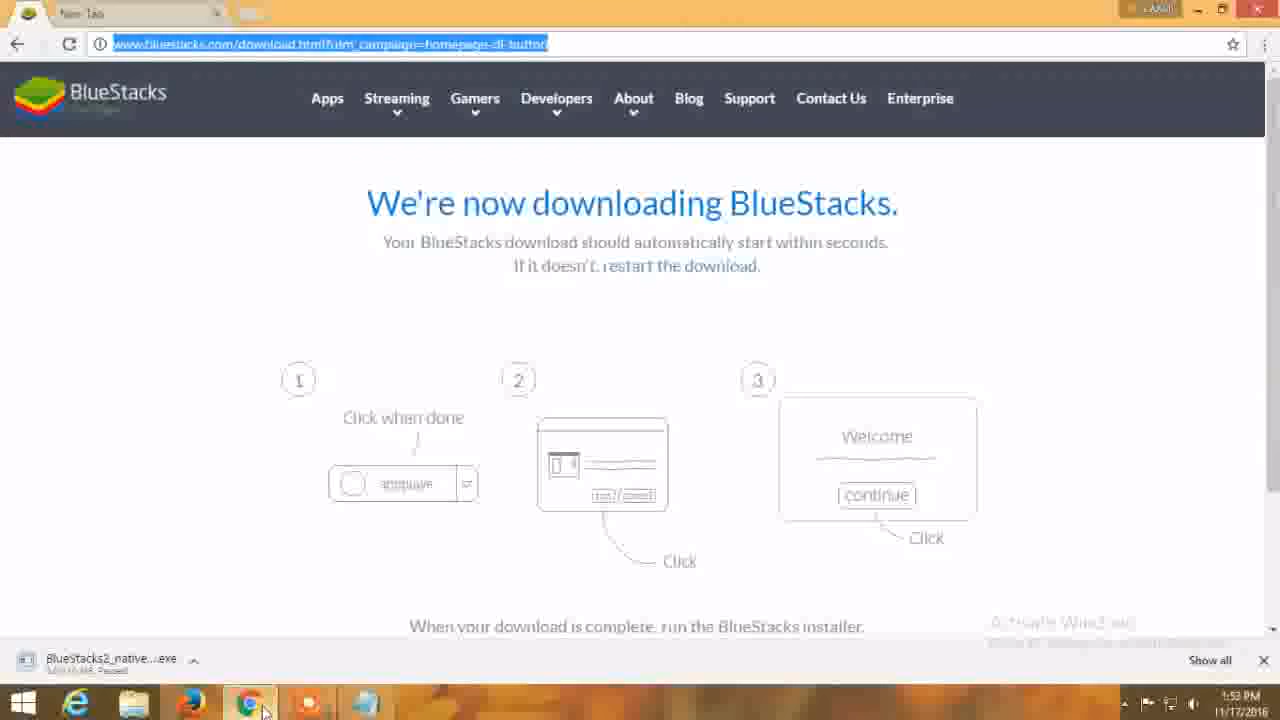 New Tab
www.bluestacks.com/download.html?utm_campaign=homepage-dl-button
BlueStacks
Apps Streaming Gamers Developers About Blog Support Contact Us Enterprise
We're now downloading BlueStacks.
Your BlueStacks download should automatically start within seconds.
If it doesn't, restart the download.
1 2 3
Click when done
Welcome
continue
Click
Click
When your download is complete, run the BlueStacks installer.
BlueStacks2_native....exe
Paused
Show all
1:53 PM
11/17/2016